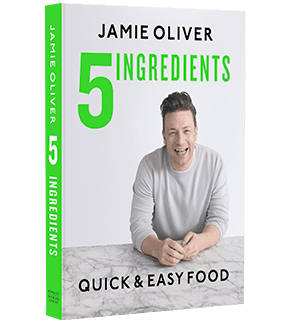 JAMIE OLIVER
5 INGREDIENTS
QUICK & EASY FOOD
JAMIE OLIVER 5 INGREDIENTS